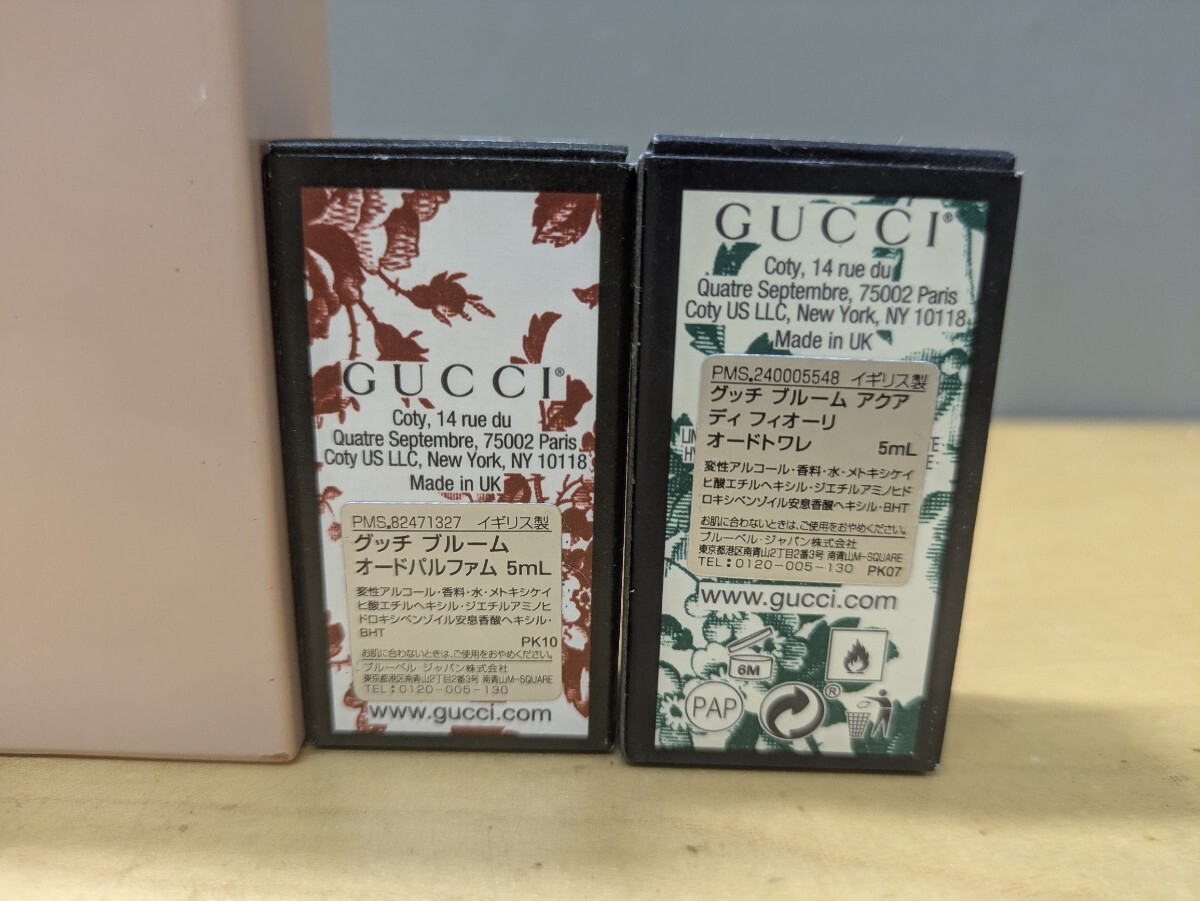 GUCCI®
Coty, 14 rue du
Quatre Septembre, 75002 Paris
Coty US LLC, New York, NY 10118
Made in UK
PMS.82471327 イギリス製
グッチ ブルーム
オードパルファム 5mL
変性アルコール・香料・水・メトキシケイ
ヒ酸エチルヘキシル・ジエチルアミノヒ
ドロキシベンゾイル安息香酸ヘキシル・
BHT
PK10
お肌に合わないときは、ご使用をおやめください。
ブルーベル・ジャパン株式会社
東京都港区南青山2丁目2番3号 南青山M-SQUARE
TEL:0120-005-130
www.gucci.com
GUCCI®
Coty, 14 rue du
Quatre Septembre, 75002 Paris
Coty US LLC, New York, NY 10118
Made in UK
PMS.240005548 イギリス製
グッチ ブルーム アクア
ディ フィオーリ
オードトワレ 5mL
変性アルコール・香料・水・メトキシケイ
ヒ酸エチルヘキシル・ジエチルアミノヒド
ロキシベンゾイル安息香酸ヘキシル・BHT
お肌に合わないときは、ご使用をおやめください。
ブルーベル・ジャパン株式会社
東京都港区南青山2丁目2番3号 南青山M-SQUARE
TEL:0120-005-130 PK07
www.gucci.com
6M
PAP
®